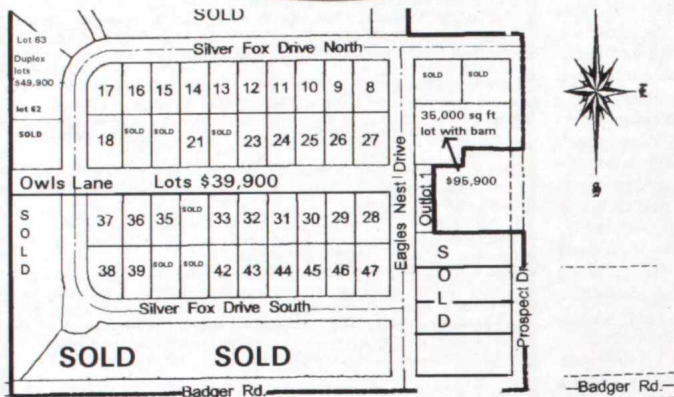 SOLD
Lot 63
Duplex
lots
$49,900
lot 62
SOLD
Silver Fox Drive North
17 16 15 14 13 12 11 10 9 8
18 SOLD SOLD 21 SOLD 23 24 25 26 27
Owls Lane Lots $39,900
SOLD
37 36 35 SOLD 33 32 31 30 29 28
38 39 SOLD SOLD 42 43 44 45 46 47
Silver Fox Drive South
SOLD SOLD
Badger Rd.
Eagles Nest Drive
SOLD SOLD
35,000 sq ft
lot with barn
$95,900
Outlot 1
SOLD
Prospect Dr.
E
S
Badger Rd.